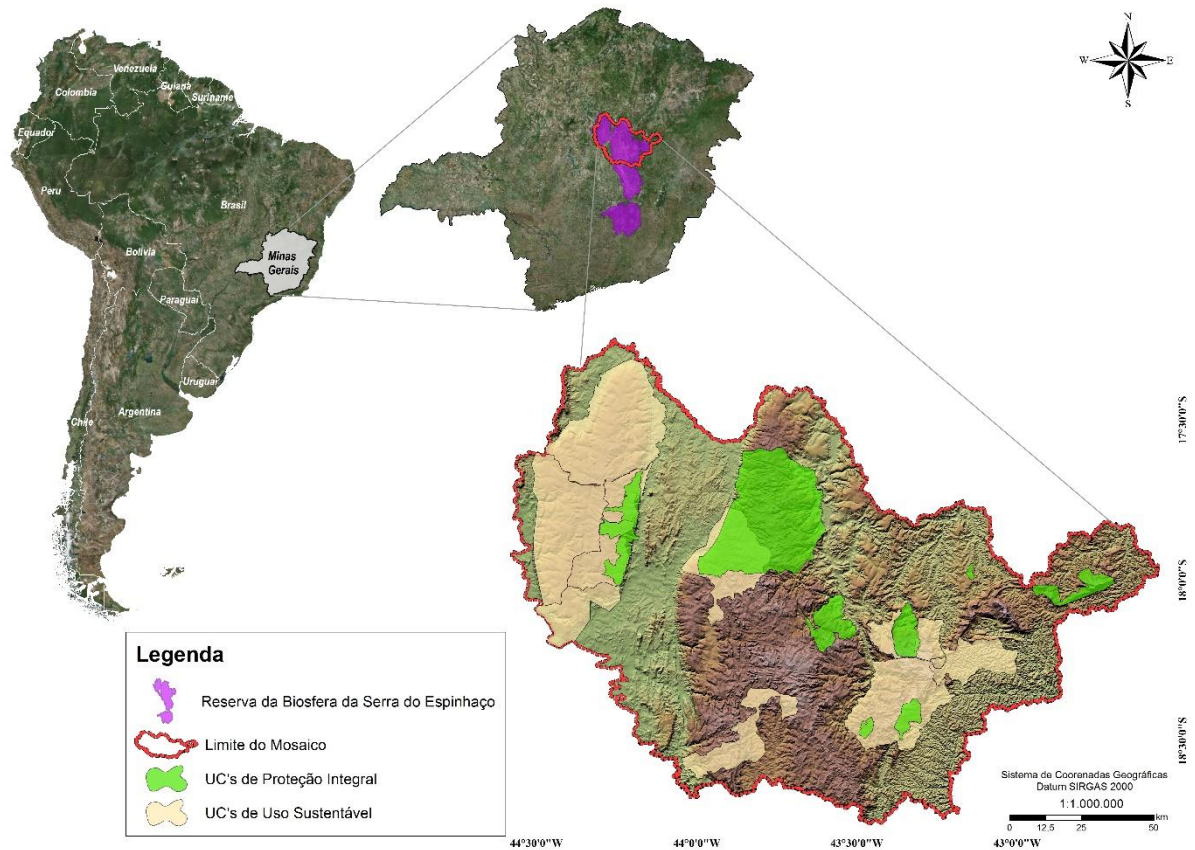 N
W E
S
Venezuela
Colombia
Guiana
Suriname
Equador
Peru
Brasil
Bolívia
Minas
Gerais
Paraguai
Uruguai
Argentina
Chile
17°30'0"S
18°0'0"S
18°30'0"S
Legenda
Reserva da Biosfera da Serra do Espinhaço
Limite do Mosaico
UC's de Proteção Integral
UC's de Uso Sustentável
Sistema de Coorenadas Geográficas
Datum SIRGAS 2000
1:1.000.000
km
0 12,5 25 50
44°30'0"W 44°0'0"W 43°30'0"W 43°0'0"W